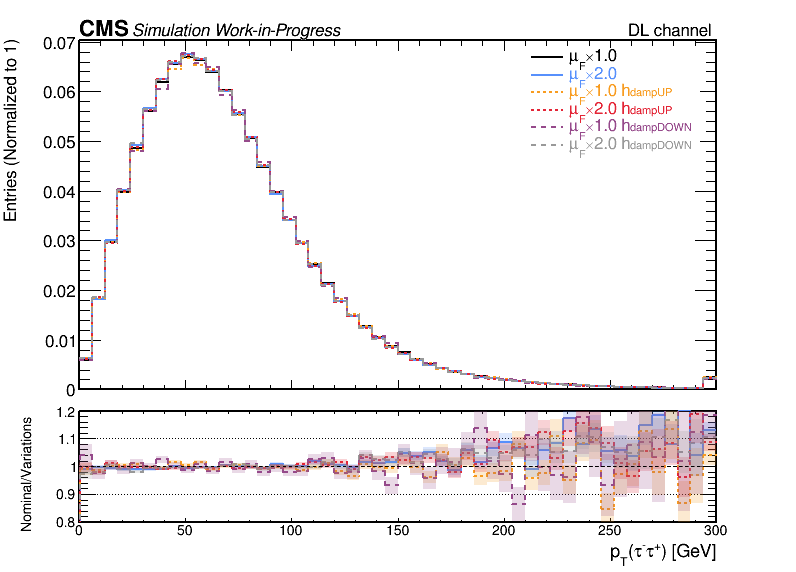 CMS Simulation Work-in-Progress DL channel
Entries (Normalized to 1)
0.07
0.06
0.05
0.04
0.03
0.02
0.01
0
μF×1.0
μF×2.0
μF×1.0 hdampUP
μF×2.0 hdampUP
μF×1.0 hdampDOWN
μF×2.0 hdampDOWN
Nominal/Variations
1.2
1.1
1
0.9
0.8
0 50 100 150 200 250 300
pT(τ-τ+) [GeV]